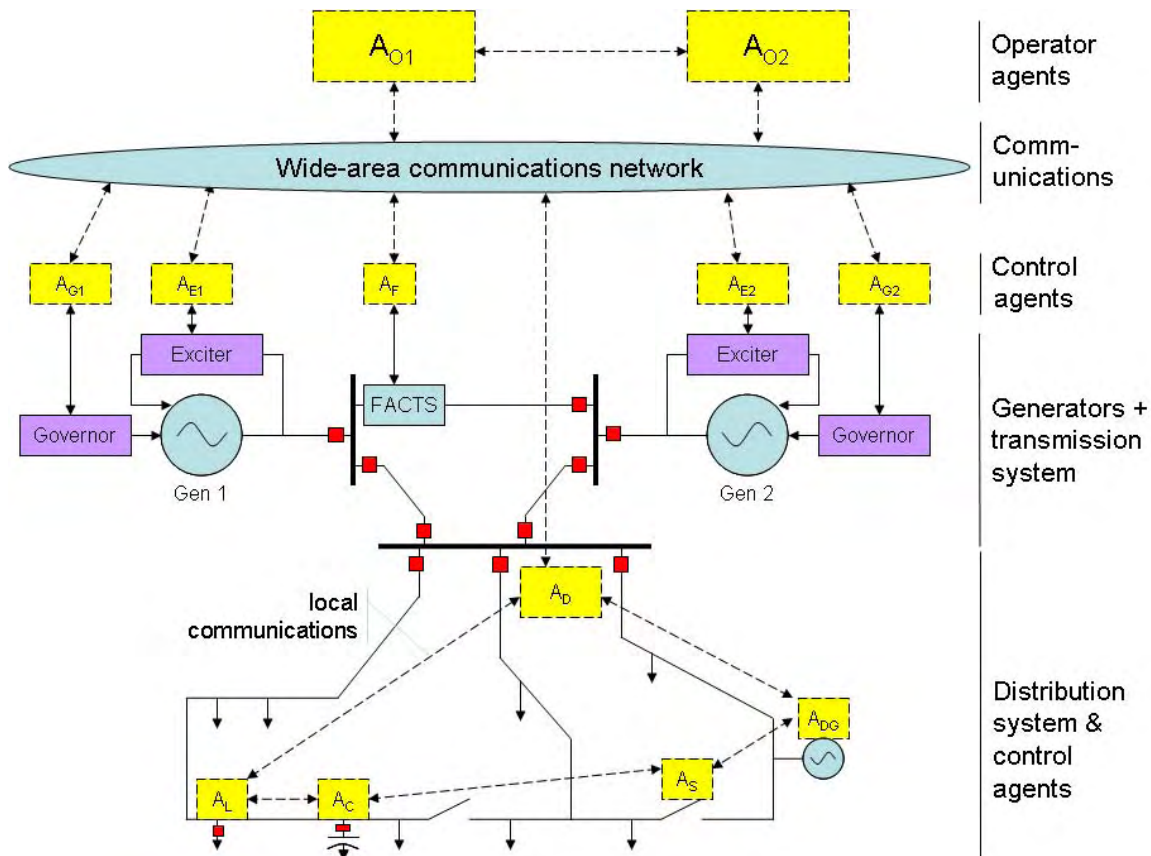 A_O1
A_O2
Operator
agents
Wide-area communications network
Comm-
unications
A_G1
A_E1
A_F
A_E2
A_G2
Control
agents
Exciter
Exciter
FACTS
Governor
Governor
Gen 1
Gen 2
Generators +
transmission
system
A_D
local
communications
A_DG
A_L
A_C
A_S
Distribution
system &
control
agents